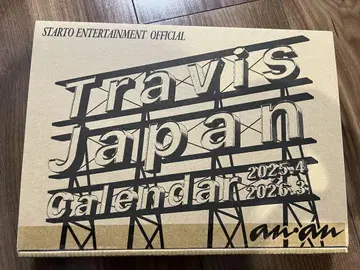 STARTO ENTERTAINMENT OFFICIAL
Travis
Japan
calendar
2025.4
2026.3
an・an